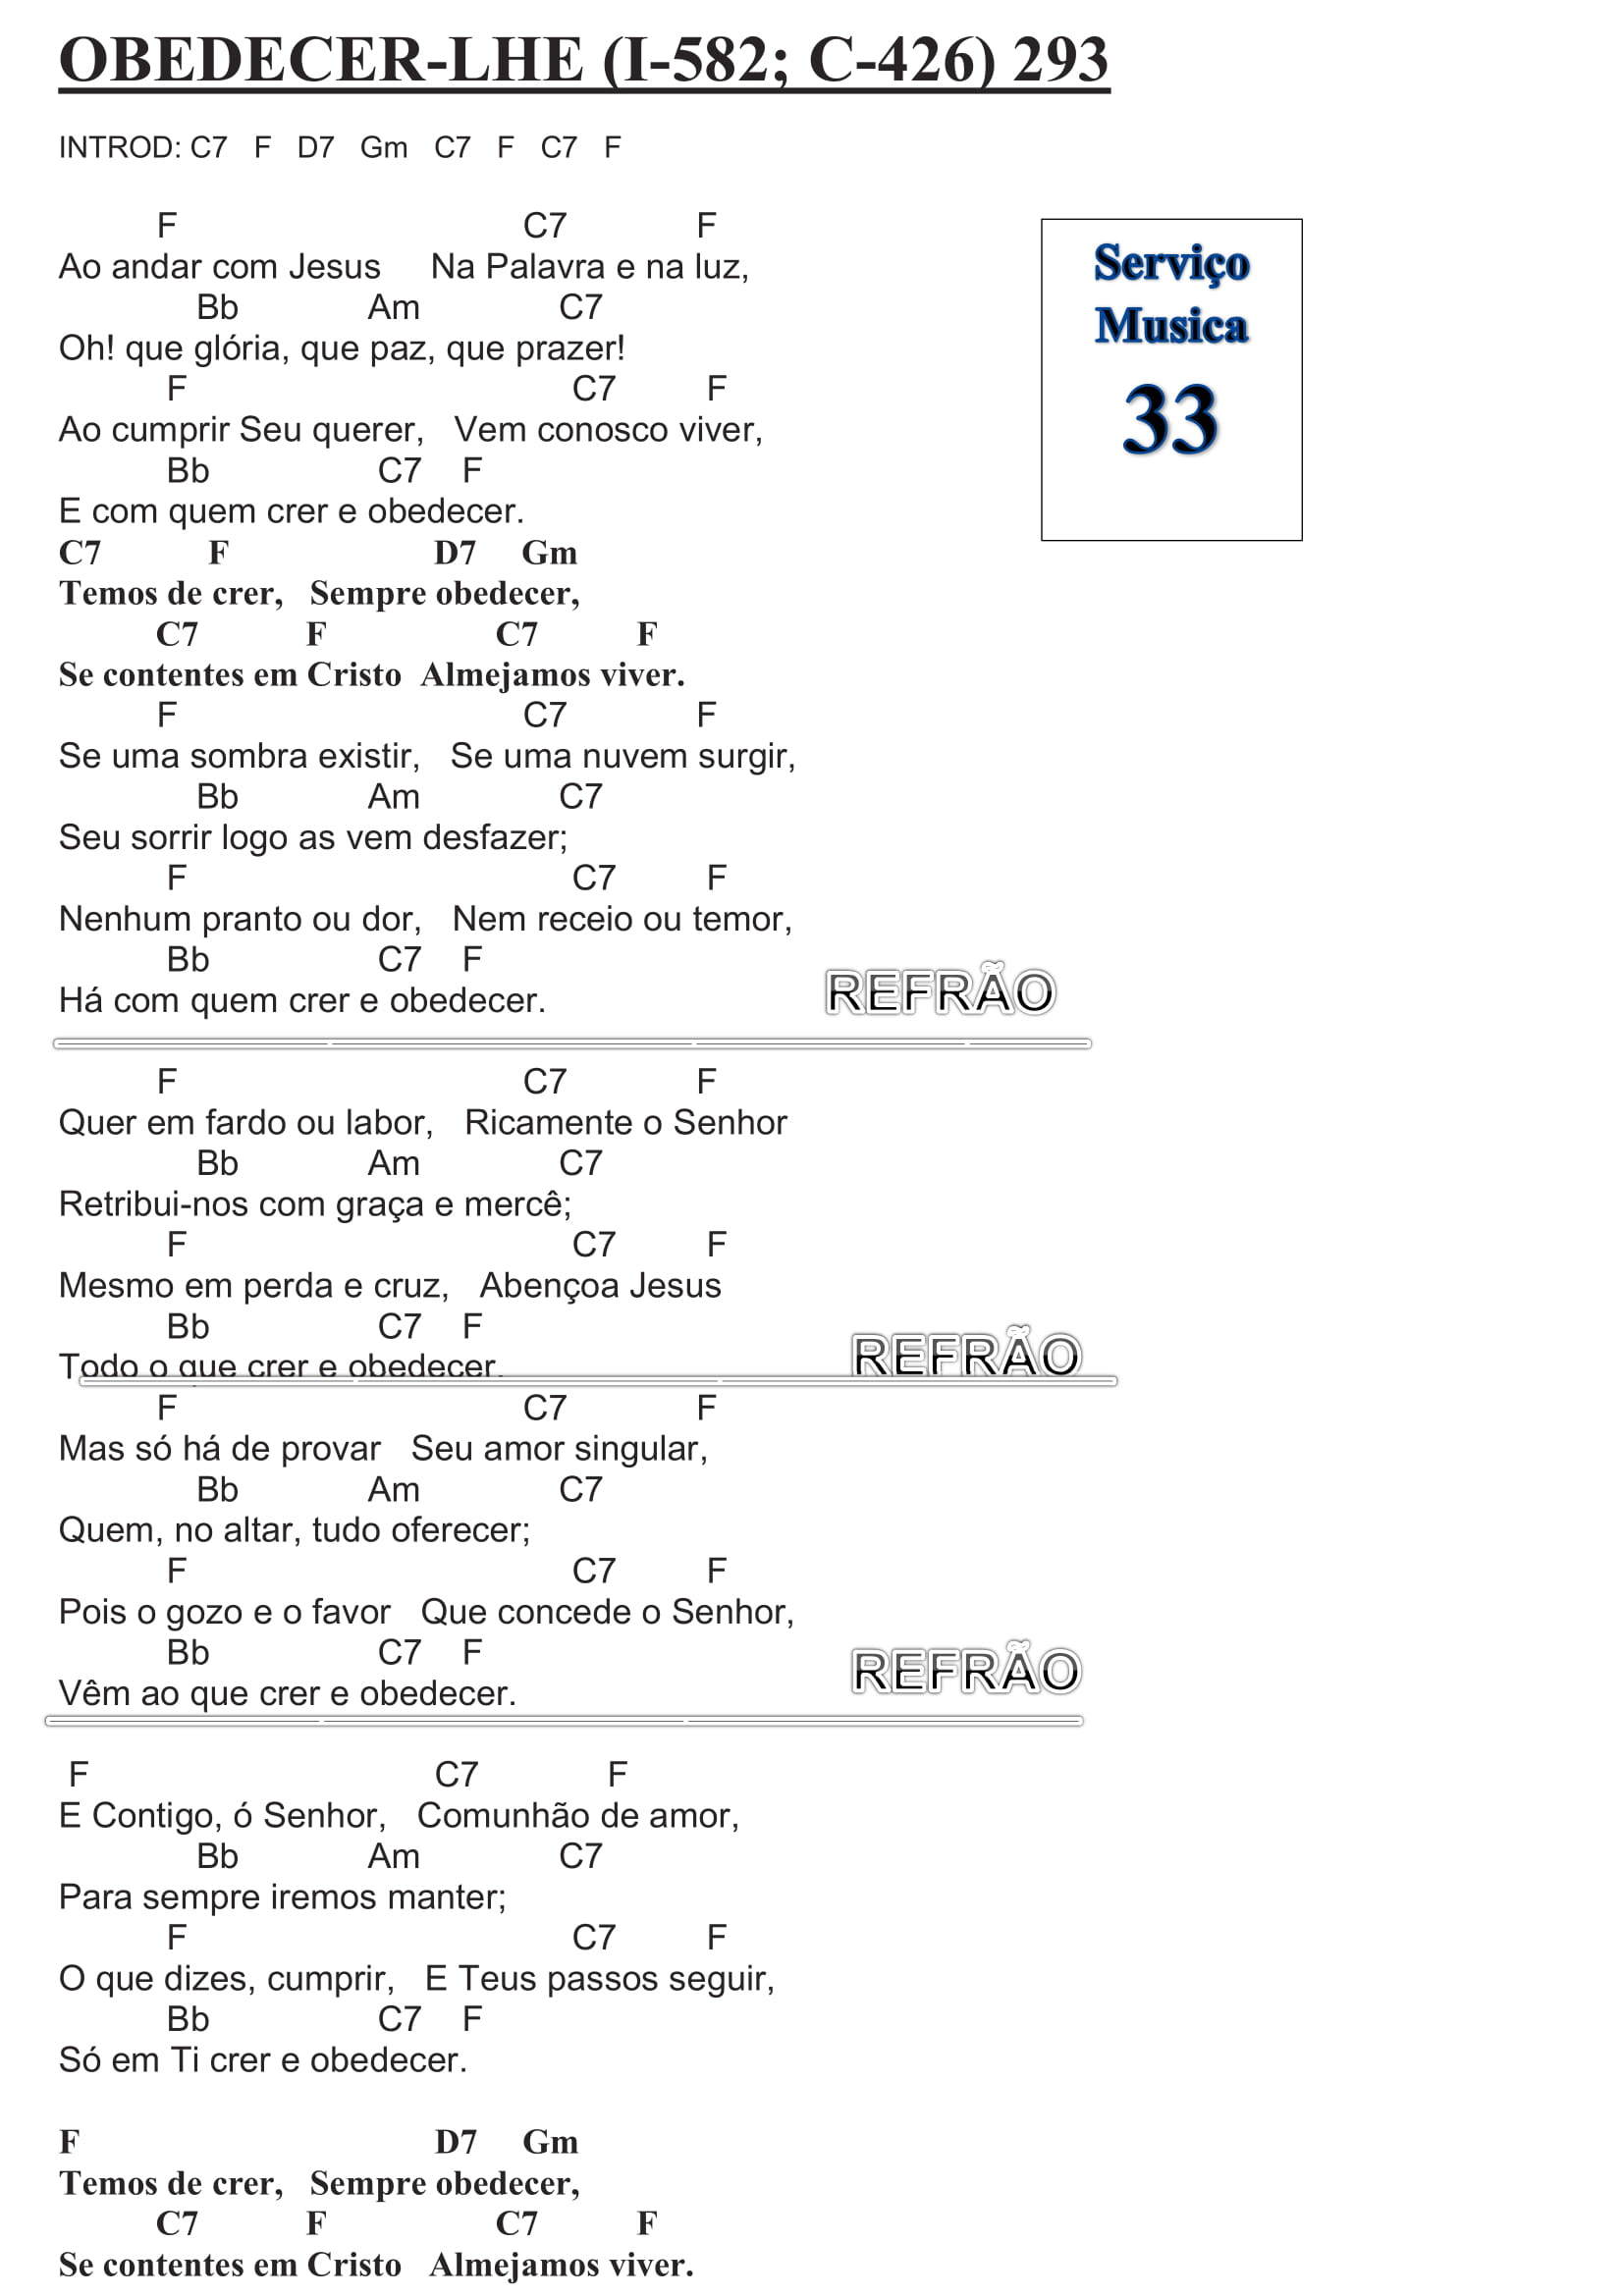 OBEDECER-LHE (I-582; C-426) 293
INTROD: C7 F D7 Gm C7 F C7 F
F C7 F
Ao andar com Jesus Na Palavra e na luz,
Bb Am C7
Oh! que glória, que paz, que prazer!
F C7 F
Ao cumprir Seu querer, Vem conosco viver,
Bb C7 F
E com quem crer e obedecer.
C7 F D7 Gm
Temos de crer, Sempre obedecer,
C7 F C7 F
Se contentes em Cristo Almejamos viver.
Serviço
Musica
33
F C7 F
Se uma sombra existir, Se uma nuvem surgir,
Bb Am C7
Seu sorrir logo as vem desfazer;
F C7 F
Nenhum pranto ou dor, Nem receio ou temor,
Bb C7 F
Há com quem crer e obedecer. REFRÃO
F C7 F
Quer em fardo ou labor, Ricamente o Senhor
Bb Am C7
Retribui-nos com graça e mercê;
F C7 F
Mesmo em perda e cruz, Abençoa Jesus
Bb C7 F
Todo o que crer e obedecer. REFRÃO
F C7 F
Mas só há de provar Seu amor singular,
Bb Am C7
Quem, no altar, tudo oferecer;
F C7 F
Pois o gozo e o favor Que concede o Senhor,
Bb C7 F
Vêm ao que crer e obedecer. REFRÃO
F C7 F
E Contigo, ó Senhor, Comunhão de amor,
Bb Am C7
Para sempre iremos manter;
F C7 F
O que dizes, cumprir, E Teus passos seguir,
Bb C7 F
Só em Ti crer e obedecer.
F D7 Gm
Temos de crer, Sempre obedecer,
C7 F C7 F
Se contentes em Cristo Almejamos viver.